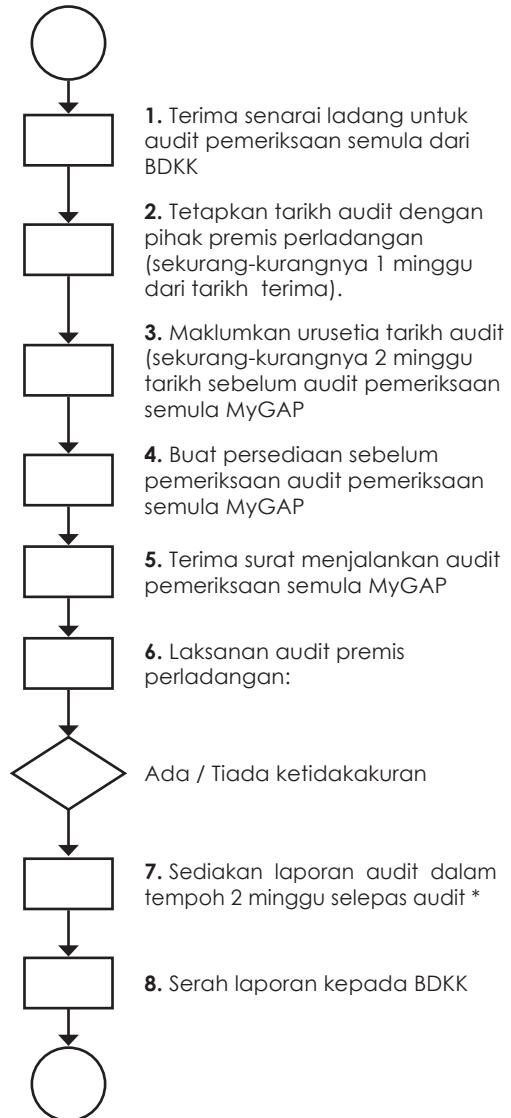 1. Terima senarai ladang untuk
audit pemeriksaan semula dari
BDKK
2. Tetapkan tarikh audit dengan
pihak premis perladangan
(sekurang-kurangnya 1 minggu
dari tarikh terima).
3. Maklumkan urusetia tarikh audit
(sekurang-kurangnya 2 minggu
tarikh sebelum audit pemeriksaan
semula MyGAP
4. Buat persediaan sebelum
pemeriksaan audit pemeriksaan
semula MyGAP
5. Terima surat menjalankan audit
pemeriksaan semula MyGAP
6. Laksanan audit premis
perladangan:
Ada / Tiada ketidakakuran
7. Sediakan laporan audit dalam
tempoh 2 minggu selepas audit *
8. Serah laporan kepada BDKK